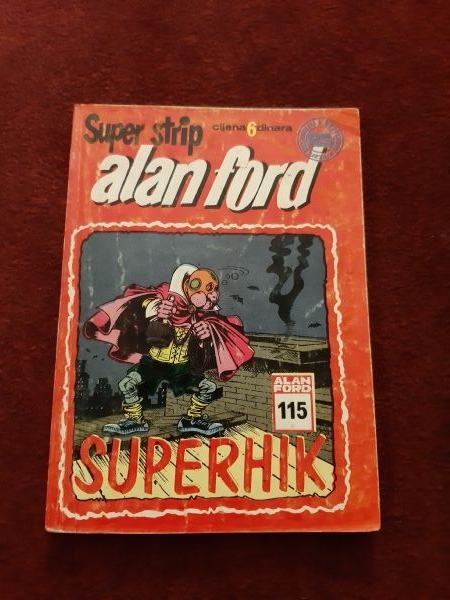 Super strip
cijena 6 dinara
alan ford
ALAN
FORD
115
SUPERHIK